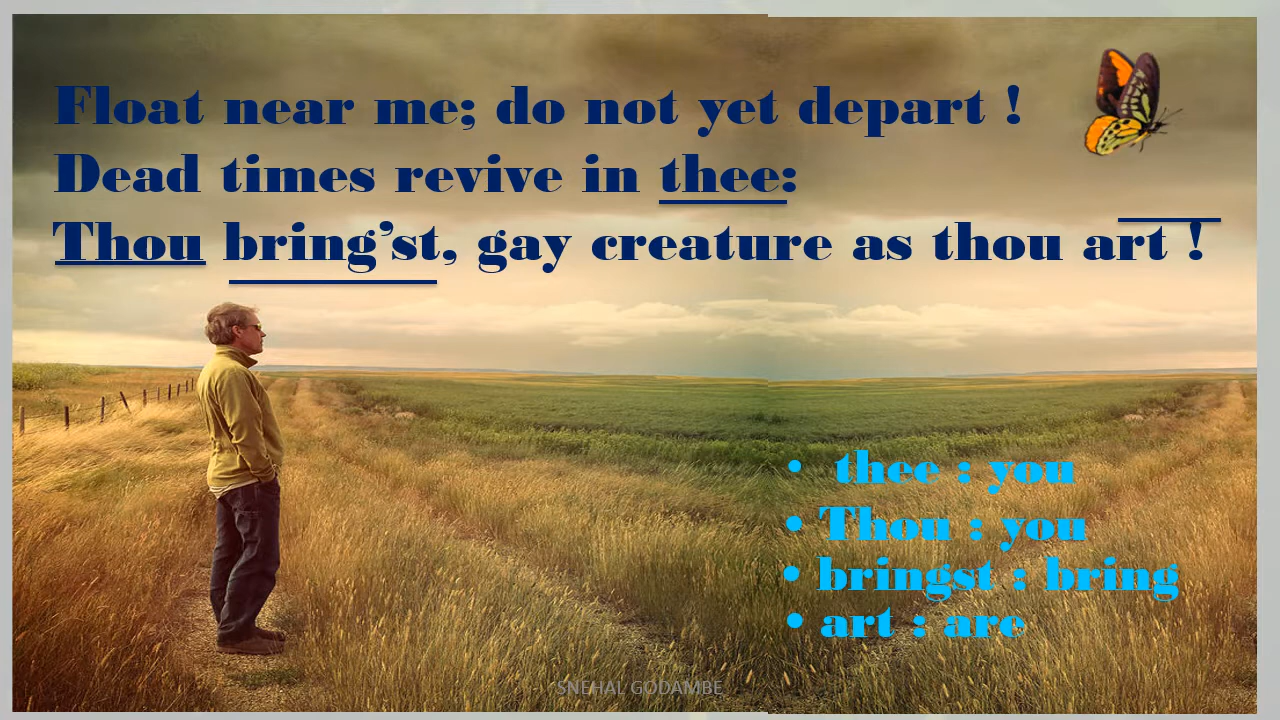 Float near me; do not yet depart !
Dead times revive in thee:
Thou bring’st, gay creature as thou art !
• thee : you
• Thou : you
• bringst : bring
• art : are
SNEHAL GODAMBE